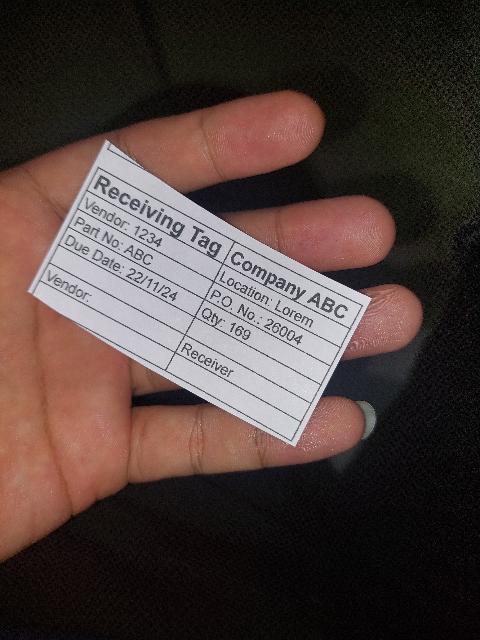 Receiving Tag Company ABC
Vendor: 1234 Location: Lorem
Part No: ABC P.O. No.: 26004
Due Date: 22/11/24 Qty: 169
Vendor: Receiver